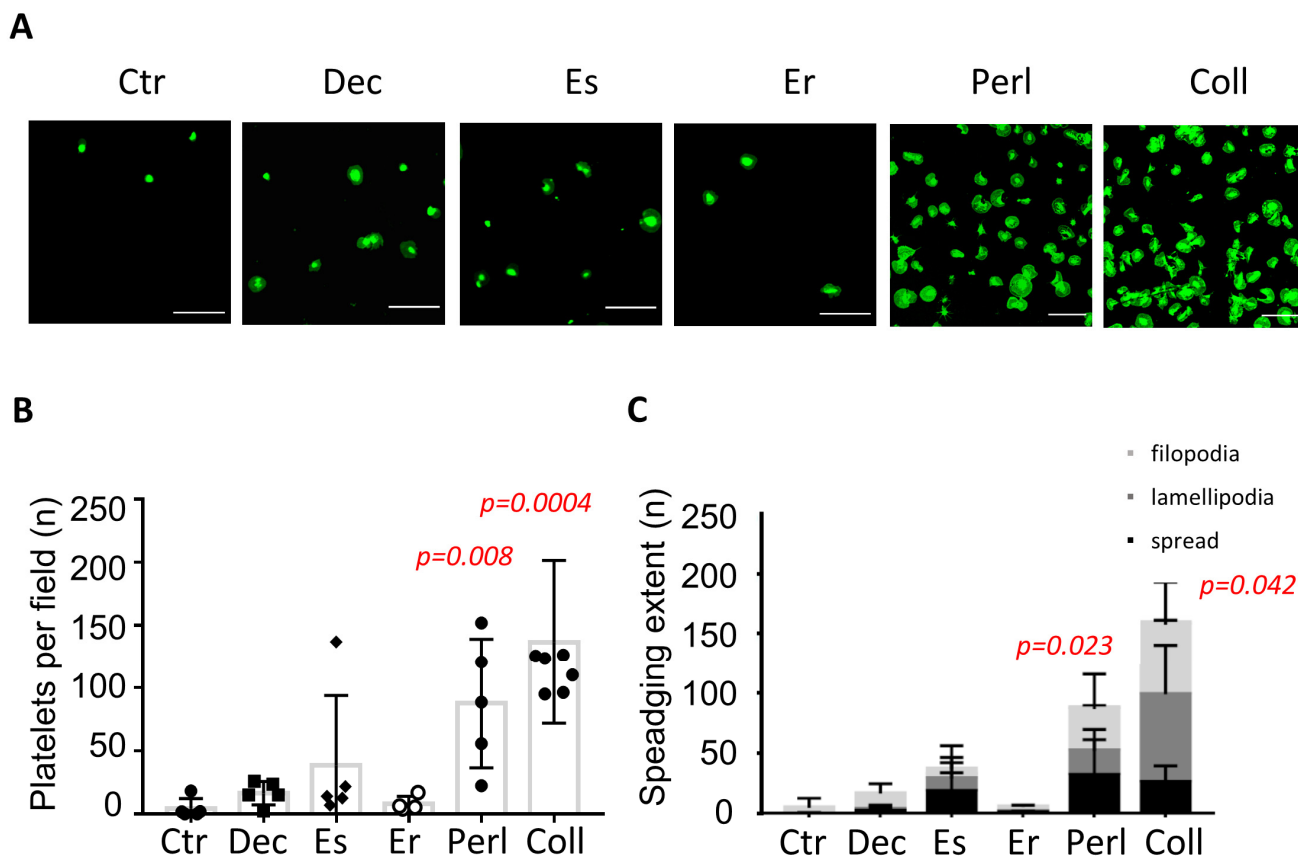 A
Ctr Dec Es Er Perl Coll
B
Platelets per field (n)
250
200
150
100
50
0
p=0.0004
p=0.008
Ctr Dec Es Er Perl Coll
C
filopodia
lamellipodia
spread
Speadging extent (n)
250
200
150
100
50
0
p=0.042
p=0.023
Ctr Dec Es Er Perl Coll